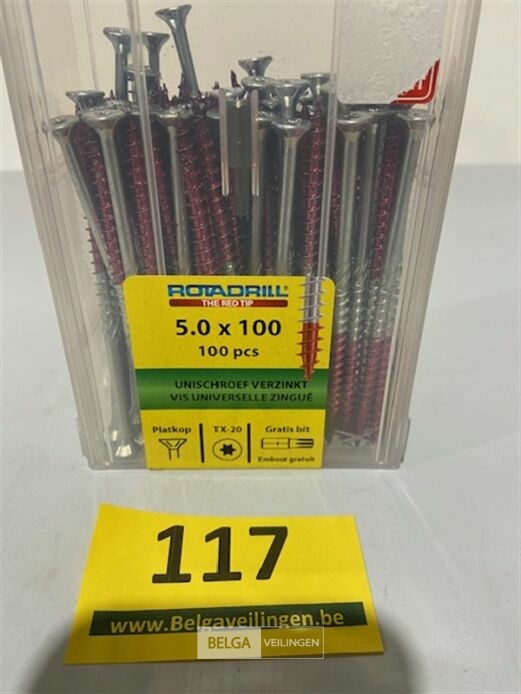 ROTADRILL®
THE RED TIP
5.0 x 100
100 pcs
UNISCHROEF VERZINKT
VIS UNIVERSELLE ZINGUÉ
Platkop TX-20 Gratis bit
Embout gratuit
117
www.Belgaveilingen.be
BELGA VEILINGEN